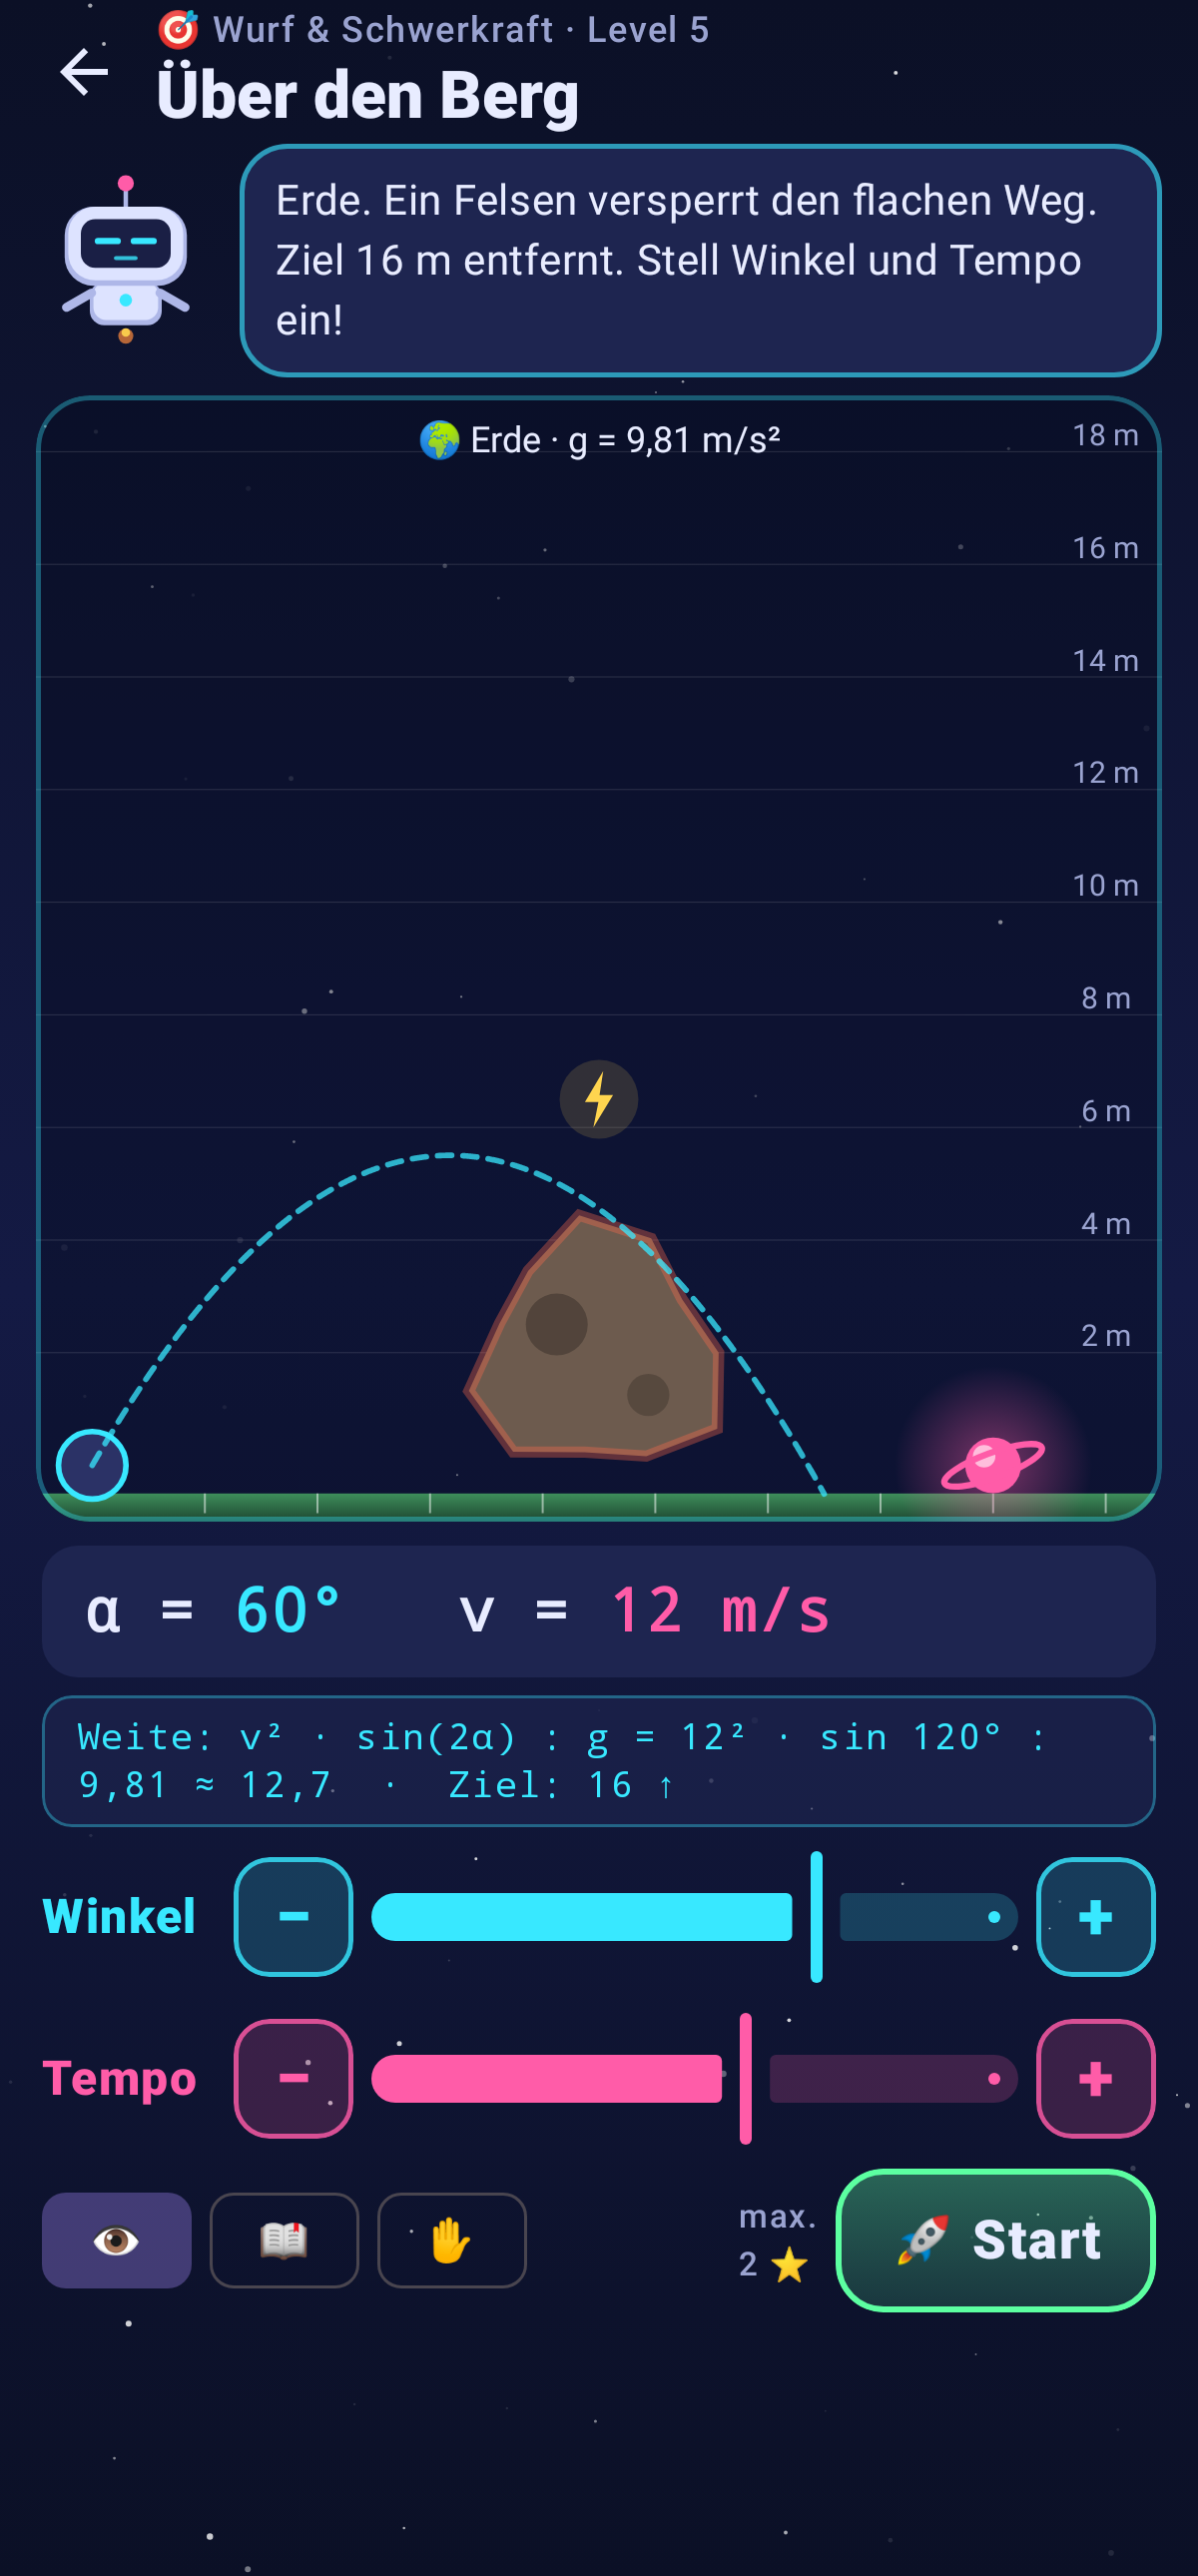 Wurf & Schwerkraft · Level 5
Über den Berg
Erde. Ein Felsen versperrt den flachen Weg.
Ziel 16 m entfernt. Stell Winkel und Tempo
ein!
Erde · g = 9,81 m/s²
18 m
16 m
14 m
12 m
10 m
8 m
6 m
4 m
2 m
α = 60° v = 12 m/s
Weite: v² · sin(2α) : g = 12² · sin 120° :
9,81 ≈ 12,7 · Ziel: 16 ↑
Winkel − +
Tempo − +
max.
2 ⭐
Start